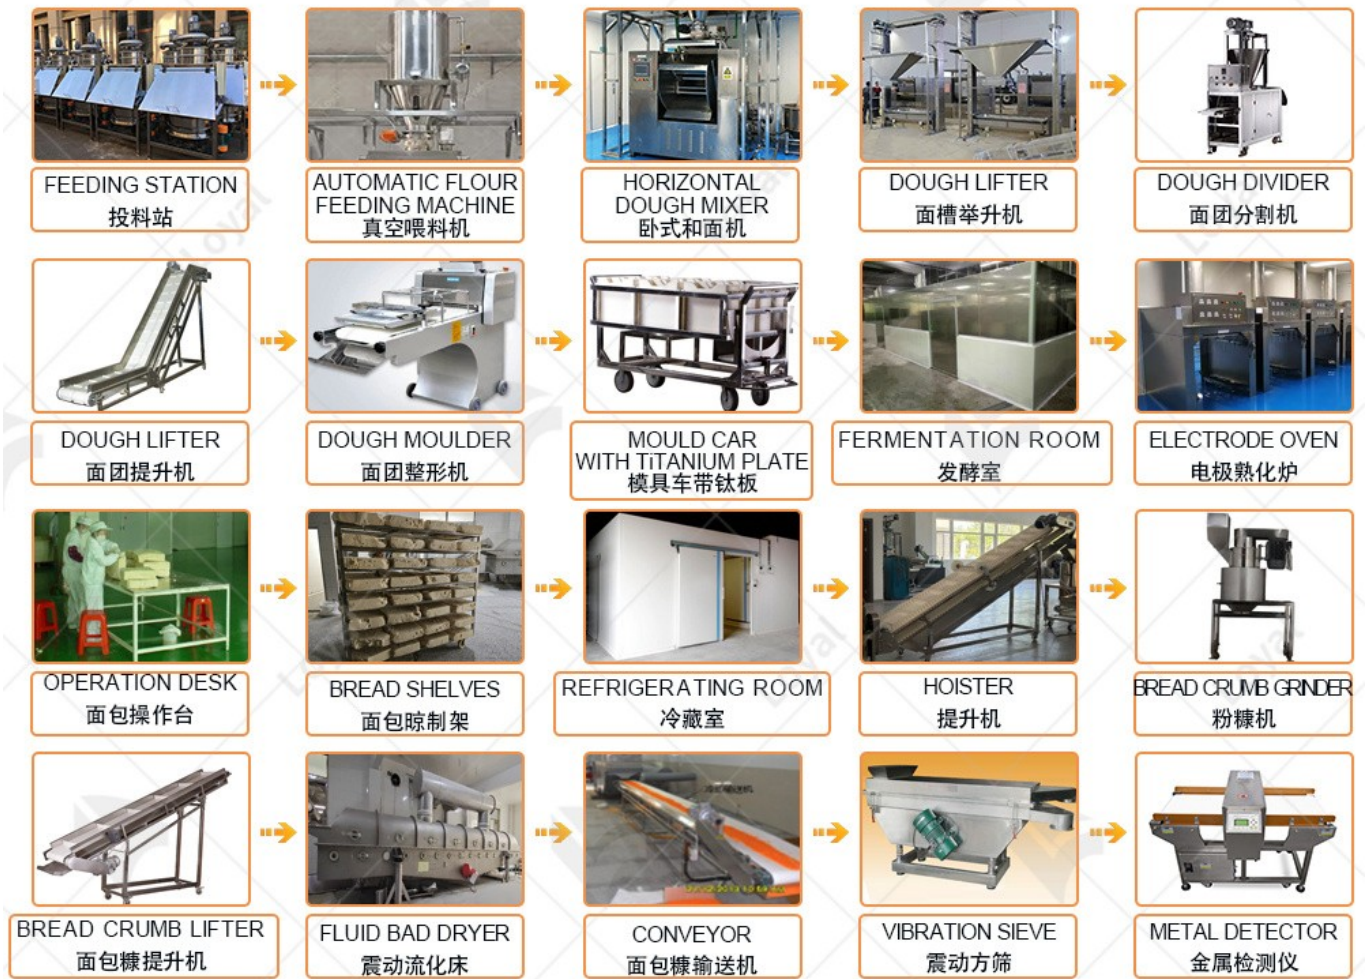 FEEDING STATION
投料站
AUTOMATIC FLOUR
FEEDING MACHINE
真空喂料机
HORIZONTAL
DOUGH MIXER
卧式和面机
DOUGH LIFTER
面槽举升机
DOUGH DIVIDER
面团分割机
DOUGH LIFTER
面团提升机
DOUGH MOULDER
面团整形机
MOULD CAR
WITH TiTANIUM PLATE
模具车带钛板
FERMENTATION ROOM
发酵室
ELECTRODE OVEN
电极熟化炉
OPERATION DESK
面包操作台
BREAD SHELVES
面包晾制架
REFRIGERATING ROOM
冷藏室
HOISTER
提升机
BREAD CRUMB GRINDER
粉糠机
BREAD CRUMB LIFTER
面包糠提升机
FLUID BAD DRYER
震动流化床
CONVEYOR
面包糠输送机
VIBRATION SIEVE
震动方筛
METAL DETECTOR
金属检测仪
Loyal
Loyal
Loyal
Loyal